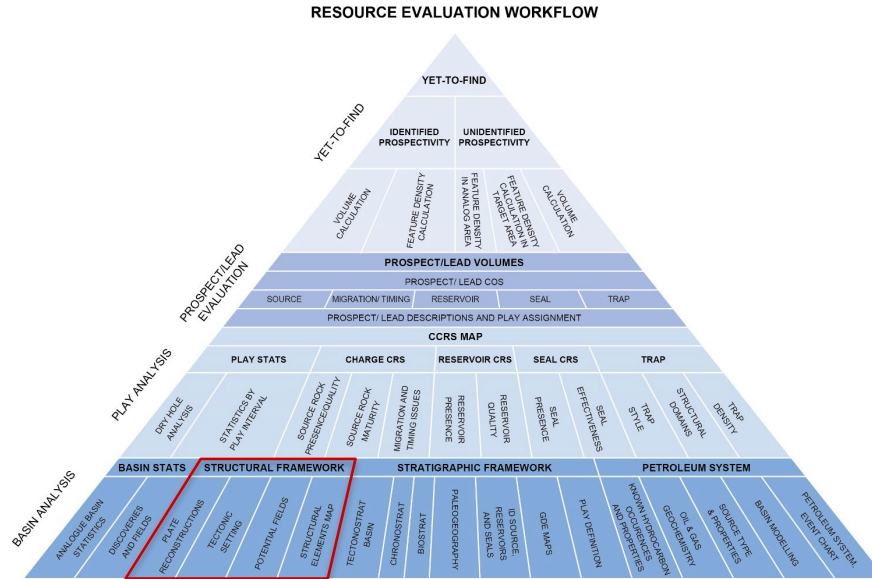 RESOURCE EVALUATION WORKFLOW
YET-TO-FIND
YET-TO-FIND
IDENTIFIED
PROSPECTIVITY
UNIDENTIFIED
PROSPECTIVITY
VOLUME
CALCULATION
FEATURE DENSITY
CALCULATION
FEATURE DENSITY
IN ANALOG AREA
FEATURE DENSITY
CALCULATION IN
TARGET AREA
VOLUME
CALCULATION
PROSPECT/LEAD
EVALUATION
PROSPECT/LEAD VOLUMES
PROSPECT/ LEAD COS
SOURCE
MIGRATION/ TIMING
RESERVOIR
SEAL
TRAP
PROSPECT/ LEAD DESCRIPTIONS AND PLAY ASSIGNMENT
PLAY ANALYSIS
CCRS MAP
PLAY STATS
CHARGE CRS
RESERVOIR CRS
SEAL CRS
TRAP
DRY HOLE
ANALYSIS
STATISTICS BY
PLAY INTERVAL
SOURCE ROCK
PRESENCE/QUALITY
SOURCE ROCK
MATURITY
MIGRATION AND
TIMING ISSUES
RESERVOIR
PRESENCE
RESERVOIR
QUALITY
SEAL
PRESENCE
SEAL
EFFECTIVENESS
TRAP
STYLE
STRUCTURAL
DOMAINS
TRAP
DENSITY
BASIN ANALYSIS
BASIN STATS
STRUCTURAL FRAMEWORK
STRATIGRAPHIC FRAMEWORK
PETROLEUM SYSTEM
ANALOGUE BASIN
STATISTICS
DISCOVERIES
AND FIELDS
PLATE
RECONSTRUCTIONS
TECTONIC
SETTING
POTENTIAL FIELDS
STRUCTURAL
ELEMENTS MAP
TECTONOSTRAT
BASIN
CHRONOSTRAT
BIOSTRAT
PALEOGEOGRAPHY
ID SOURCE,
RESERVOIRS
AND SEALS
GDE MAPS
PLAY DEFINITION
KNOWN HYDROCARBON
OCCURENCES
AND PROPERTIES
OIL & GAS
GEOCHEMISTRY
SOURCE TYPE
& PROPERTIES
BASIN MODELLING
PETROLEUM SYSTEM
EVENT CHART